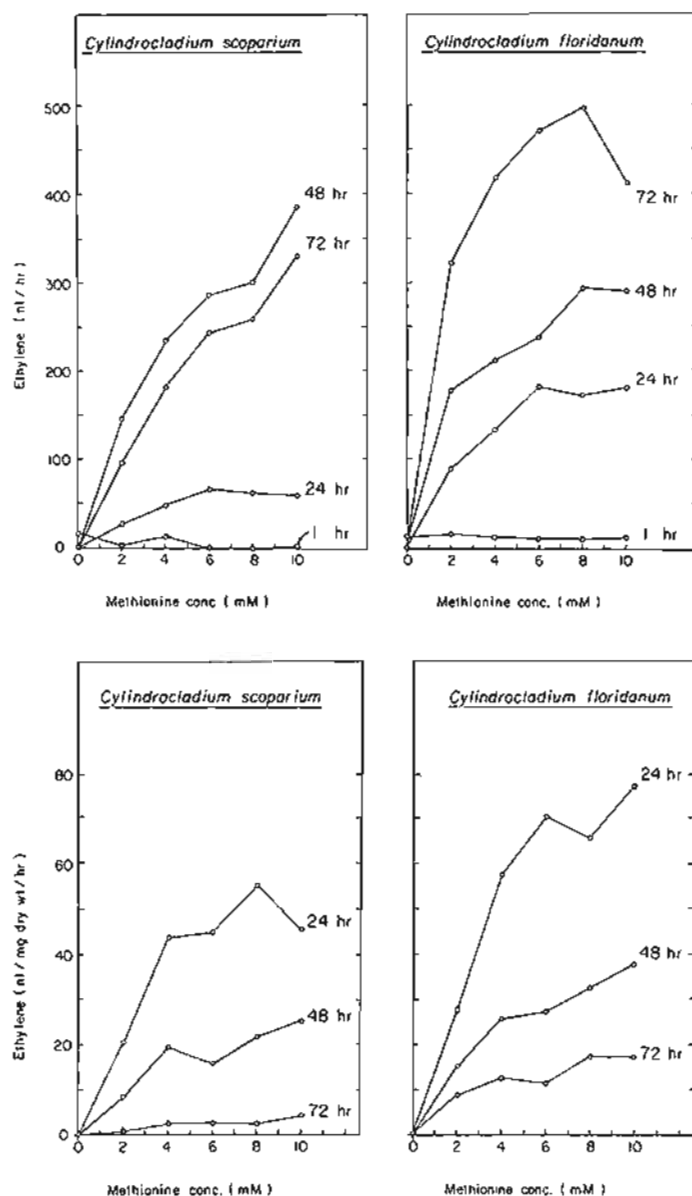 Cylindrocladium scoparium
Cylindrocladium floridanum
Ethylene (nl / hr)
500
400
300
200
100
0
48 hr
72 hr
24 hr
1 hr
72 hr
48 hr
24 hr
1 hr
0 2 4 6 8 10
0 2 4 6 8 10
Methionine conc (mM)
Methionine conc. (mM)
Cylindrocladium scoparium
Cylindrocladium floridanum
Ethylene (nl / mg dry wt / hr)
80
60
40
20
0
24 hr
48 hr
72 hr
24 hr
48 hr
72 hr
0 2 4 6 8 10
0 2 4 6 8 10
Methionine conc. (mM)
Methionine conc. (mM)